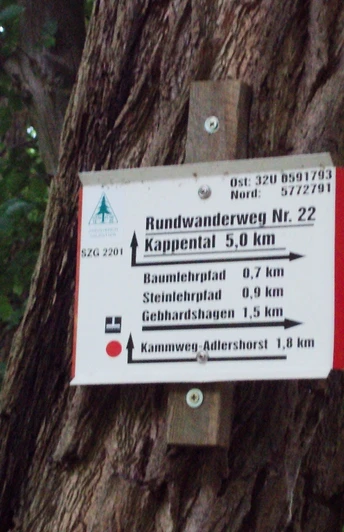 Ost: 32U 0591793
Nord: 5772791
SZG 2201
Rundwanderweg Nr. 22
Kappental 5,0 km
Baumlehrpfad 0,7 km
Steinlehrpfad 0,9 km
Gebhardshagen 1,5 km
Kammweg-Adlershorst 1,8 km